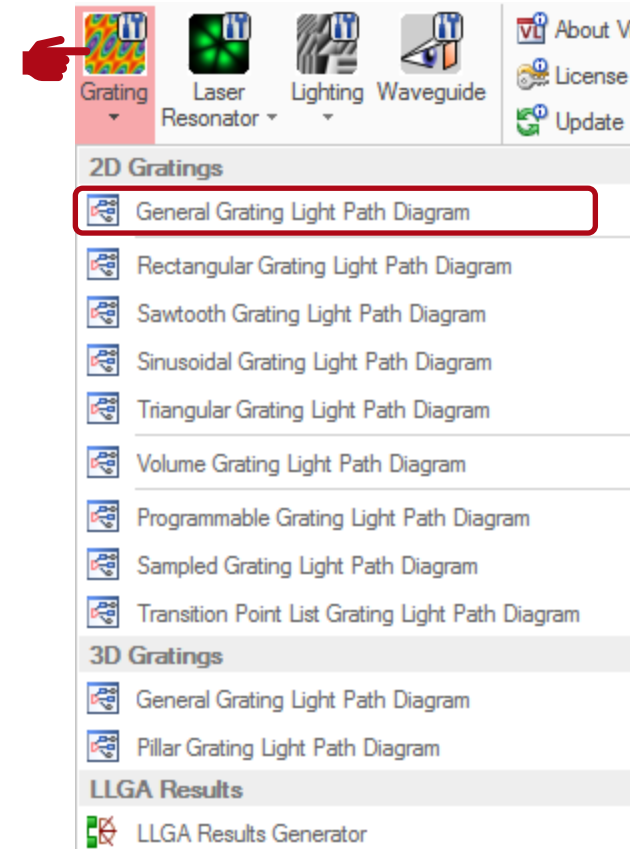 Grating
Laser Resonator
Lighting
Waveguide
About V
License
Update
2D Gratings
General Grating Light Path Diagram
Rectangular Grating Light Path Diagram
Sawtooth Grating Light Path Diagram
Sinusoidal Grating Light Path Diagram
Triangular Grating Light Path Diagram
Volume Grating Light Path Diagram
Programmable Grating Light Path Diagram
Sampled Grating Light Path Diagram
Transition Point List Grating Light Path Diagram
3D Gratings
General Grating Light Path Diagram
Pillar Grating Light Path Diagram
LLGA Results
LLGA Results Generator